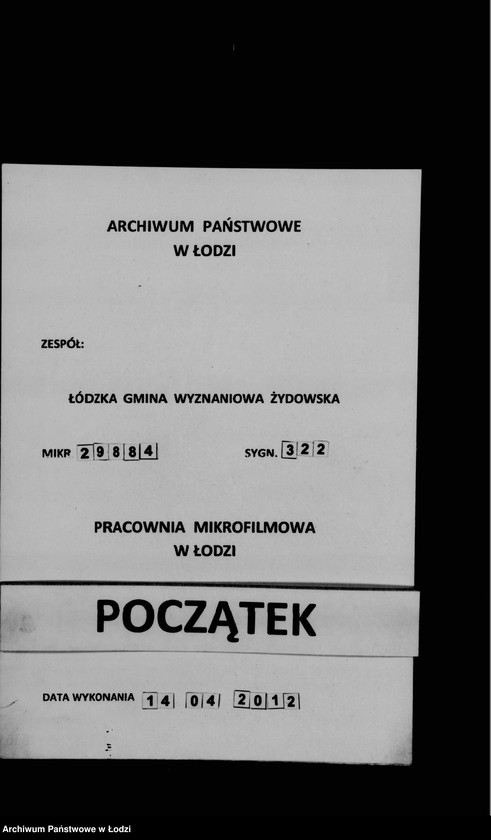 ARCHIWUM PAŃSTWOWE
W ŁODZI
ZESPÓŁ:
ŁÓDZKA GMINA WYZNANIOWA ŻYDOWSKA
MIKR 29884 SYGN. 322
PRACOWNIA MIKROFILMOWA
W ŁODZI
POCZĄTEK
DATA WYKONANIA 14 04 2012
Archiwum Państwowe w Łodzi